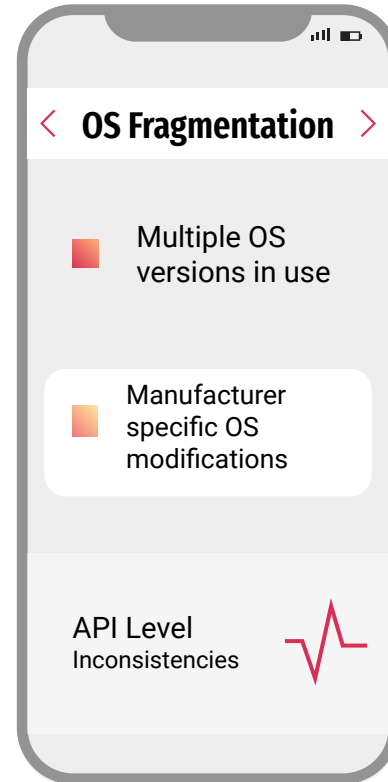 OS Fragmentation
Multiple OS
versions in use
Manufacturer
specific OS
modifications
API Level
Inconsistencies